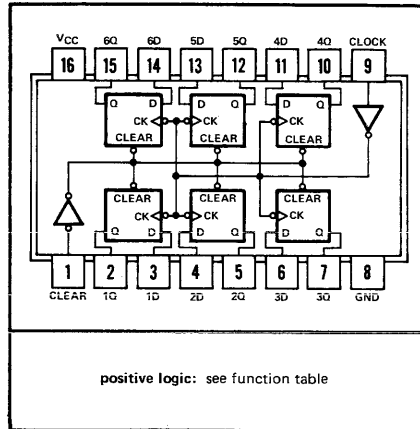 VCC 6Q 6D 5D 5Q 4D 4Q CLOCK
16 15 14 13 12 11 10 9
Q D D Q D Q
CK CK CK
CLEAR CLEAR CLEAR
CLEAR CLEAR CLEAR
CK CK CK
Q D D Q D Q
1 2 3 4 5 6 7 8
CLEAR 1Q 1D 2D 2Q 3D 3Q GND
positive logic: see function table